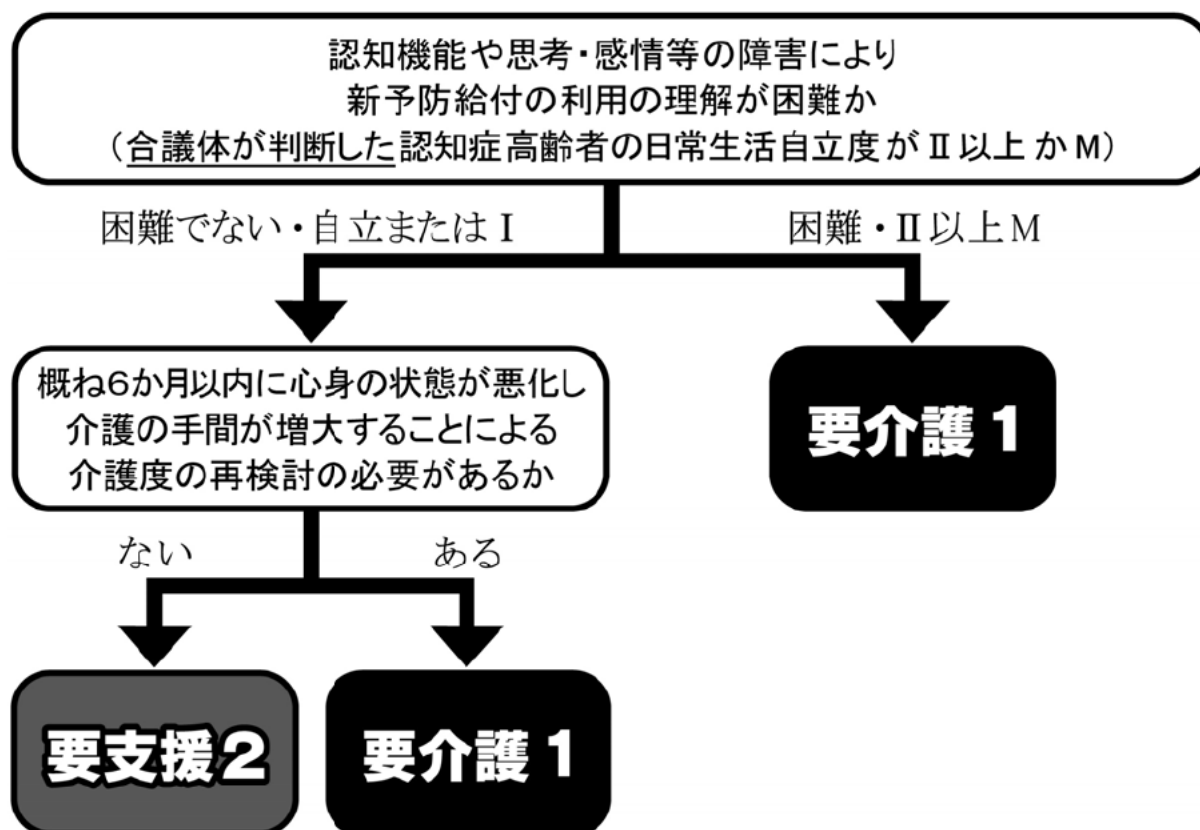 認知機能や思考・感情等の障害により
新予防給付の利用の理解が困難か
（合議体が判断した認知症高齢者の日常生活自立度がⅡ以上かM）
困難でない・自立またはⅠ
困難・Ⅱ以上M
概ね６か月以内に心身の状態が悪化し
介護の手間が増大することによる
介護度の再検討の必要があるか
要介護１
ない
ある
要支援２
要介護１